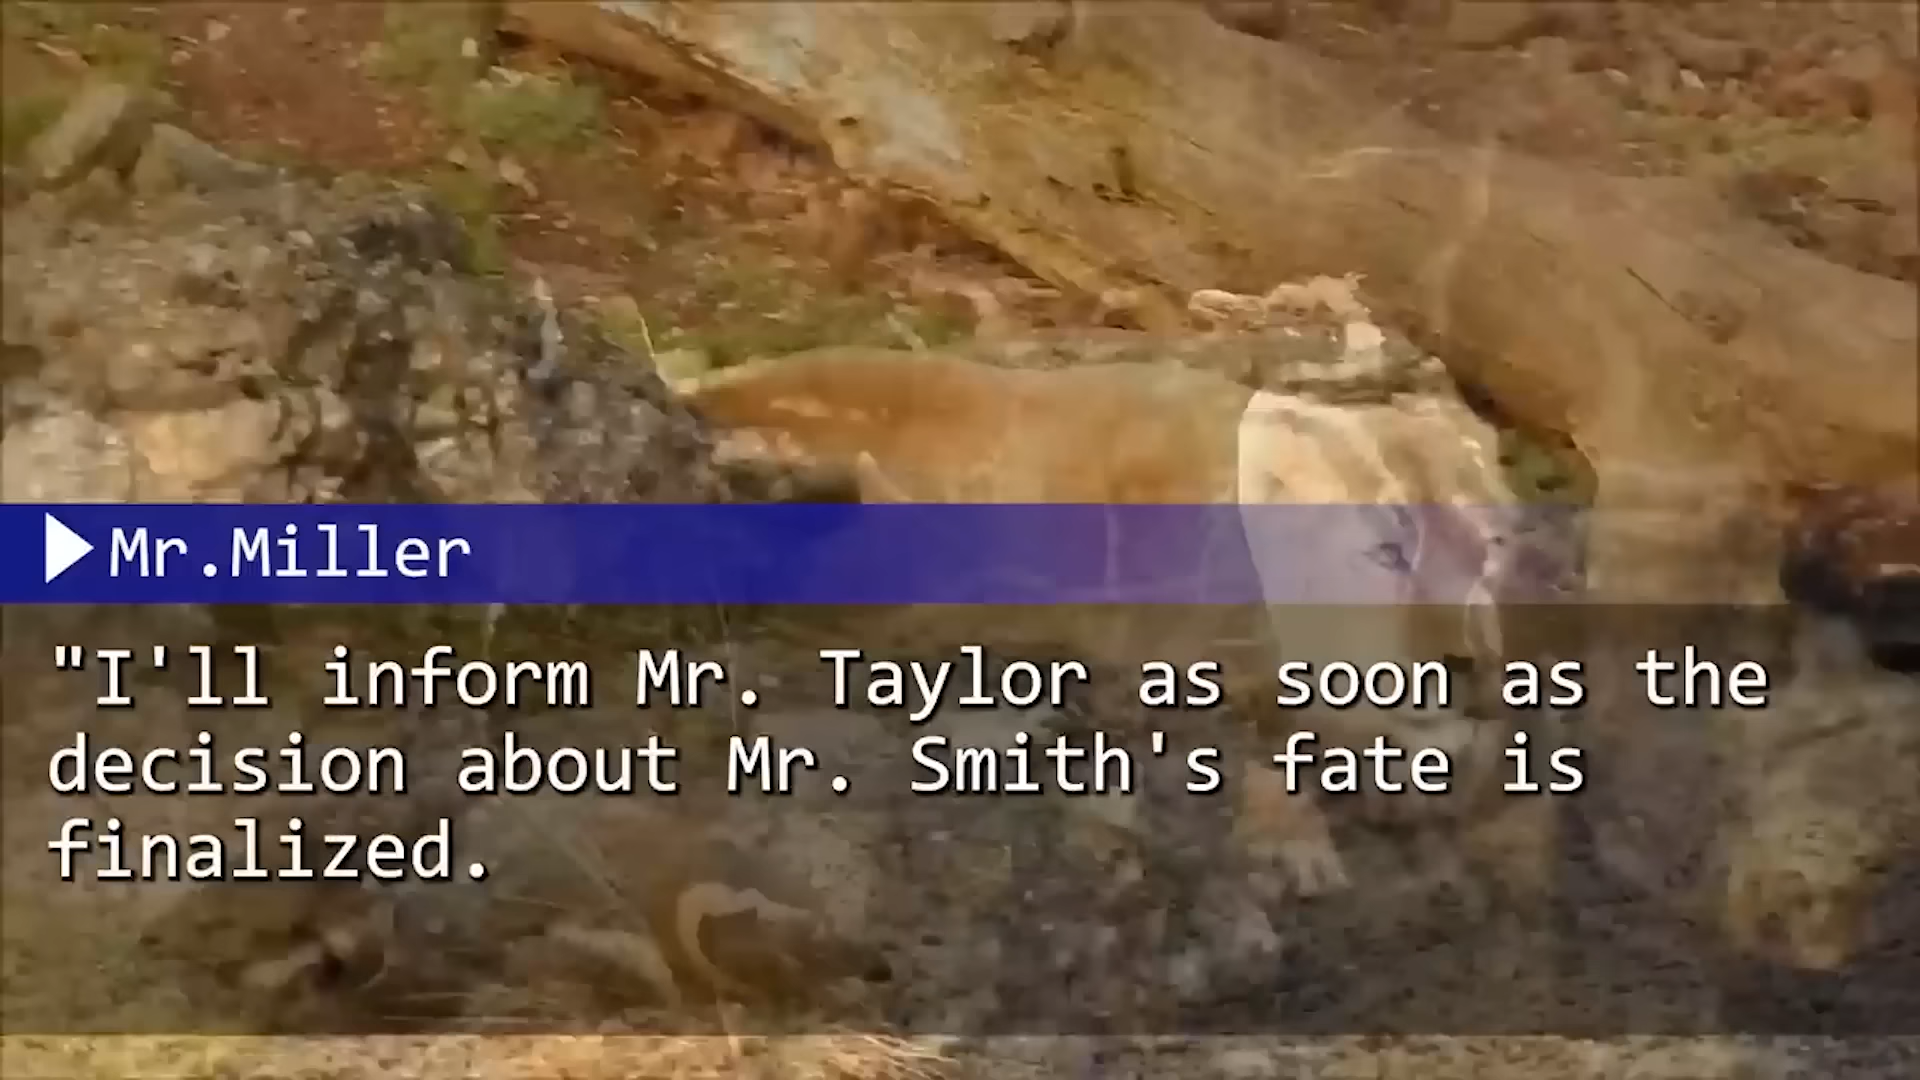 Mr.Miller
"I'll inform Mr. Taylor as soon as the
decision about Mr. Smith's fate is
finalized.